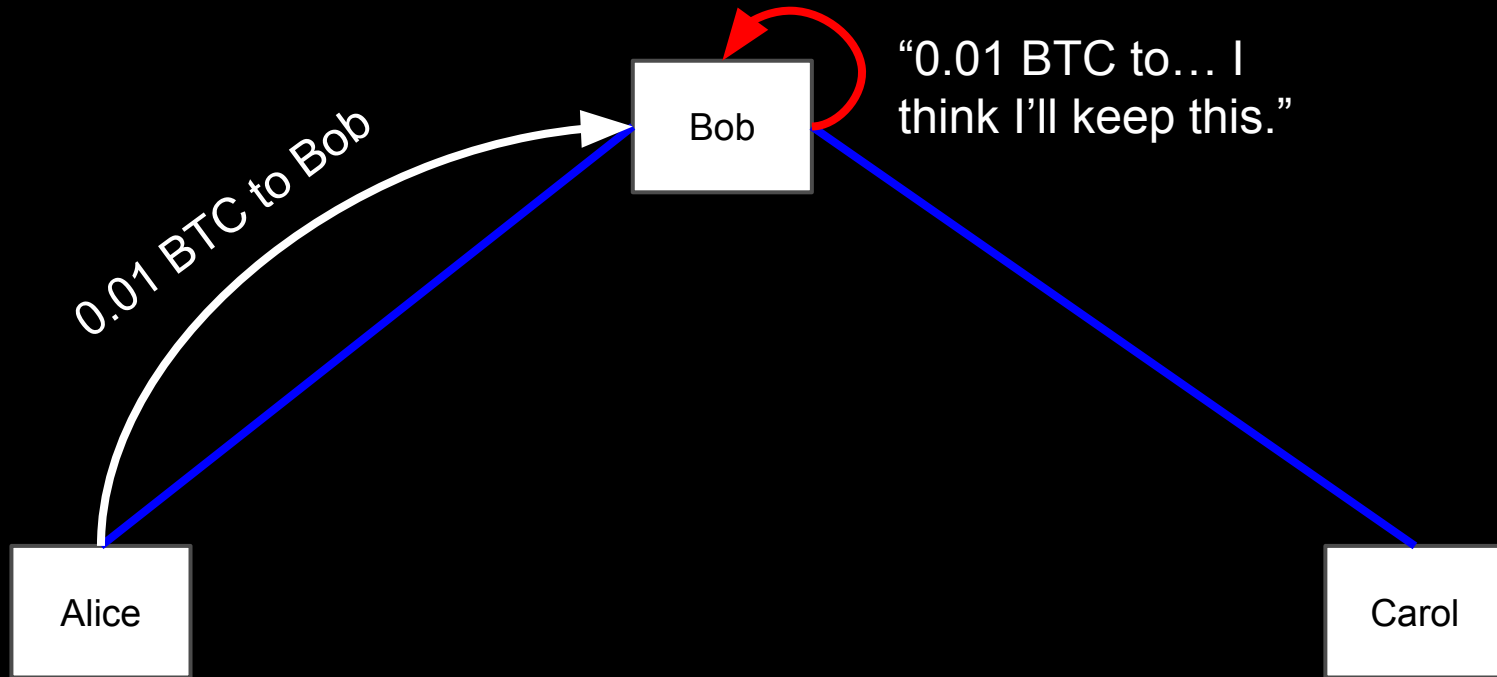 0.01 BTC to Bob
Bob
“0.01 BTC to… I
think I’ll keep this.”
Alice
Carol